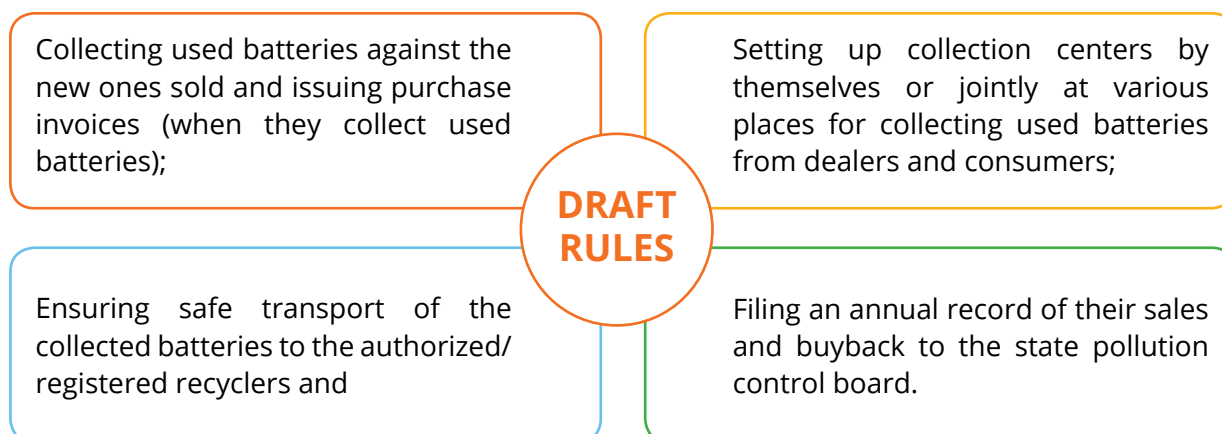 Collecting used batteries against the
new ones sold and issuing purchase
invoices (when they collect used
batteries);
Setting up collection centers by
themselves or jointly at various
places for collecting used batteries
from dealers and consumers;
DRAFT
RULES
Ensuring safe transport of the
collected batteries to the authorized/
registered recyclers and
Filing an annual record of their sales
and buyback to the state pollution
control board.